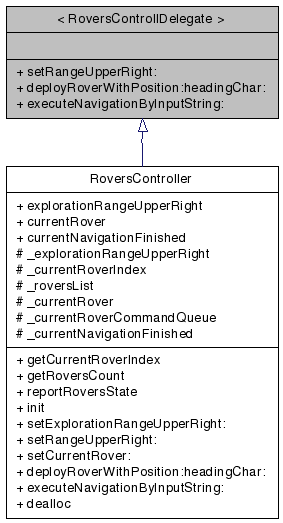 < RoversControllDelegate >
+ setRangeUpperRight:
+ deployRoverWithPosition:headingChar:
+ executeNavigationByInputString:
RoversController
+ explorationRangeUpperRight
+ currentRover
+ currentNavigationFinished
# _explorationRangeUpperRight
# _currentRoverIndex
# _roversList
# _currentRover
# _currentRoverCommandQueue
# _currentNavigationFinished
+ getCurrentRoverIndex
+ getRoversCount
+ reportRoversState
+ init
+ setExplorationRangeUpperRight:
+ setRangeUpperRight:
+ setCurrentRover:
+ deployRoverWithPosition:headingChar:
+ executeNavigationByInputString:
+ dealloc